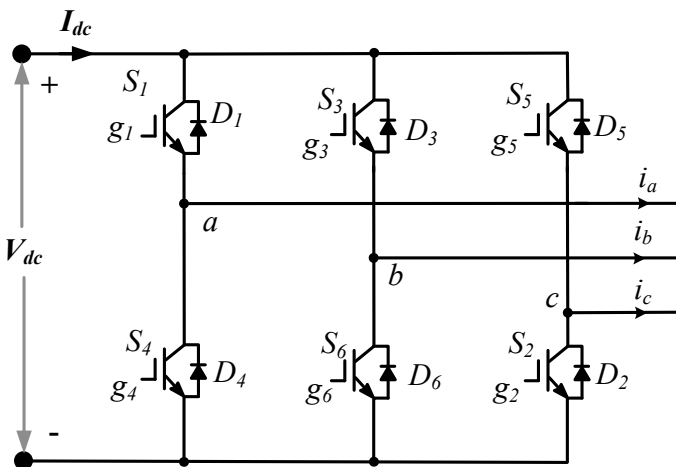 I_dc
+
S_1
g_1
D_1
S_3
g_3
D_3
S_5
g_5
D_5
i_a
a
i_b
b
V_dc
i_c
c
S_4
g_4
D_4
S_6
g_6
D_6
S_2
g_2
D_2
-